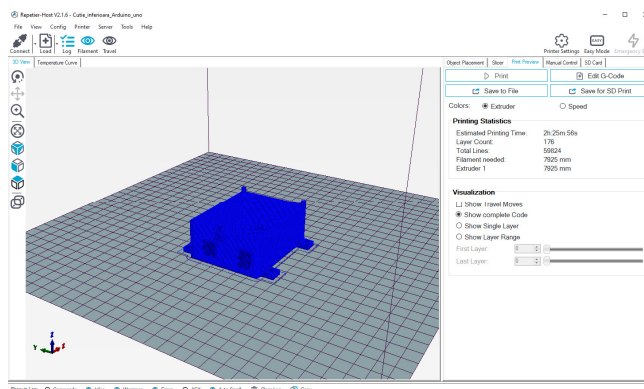 Repetier-Host V2.1.6 - Cutie_inferioara_Arduino_uno
File View Config Printer Server Tools Help
Connect Load Log Filament Travel
Printer Settings Easy Mode Emergency
EASY
3D View Temperature Curve
Object Placement Slicer Print Preview Manual Control SD Card
Print Edit G-Code
Save to File Save for SD Print
Colors: Extruder Speed
Printing Statistics
Estimated Printing Time: 2h:25m:56s
Layer Count: 176
Total Lines: 59824
Filament needed: 7925 mm
Extruder 1 7925 mm
Visualization
Show Travel Moves
Show complete Code
Show Single Layer
Show Layer Range
First Layer: 0
Last Layer: 0